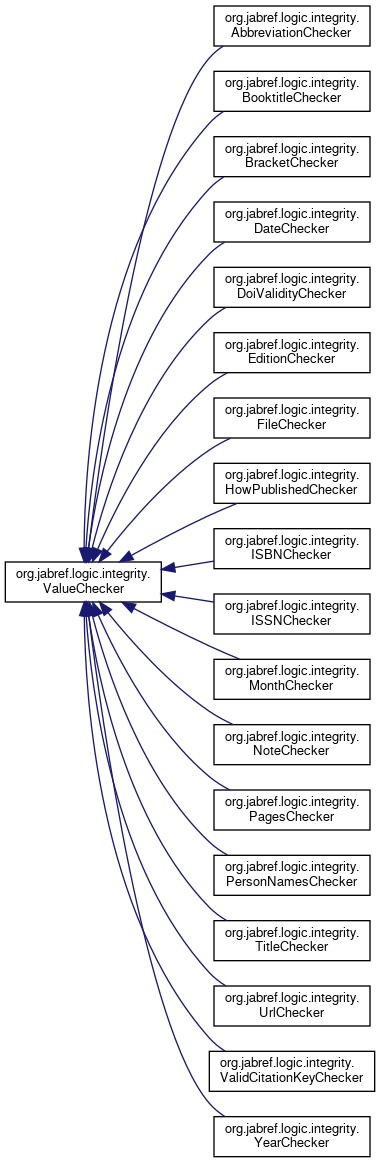 org.jabref.logic.integrity.
AbbreviationChecker
org.jabref.logic.integrity.
BooktitleChecker
org.jabref.logic.integrity.
BracketChecker
org.jabref.logic.integrity.
DateChecker
org.jabref.logic.integrity.
DoiValidityChecker
org.jabref.logic.integrity.
EditionChecker
org.jabref.logic.integrity.
FileChecker
org.jabref.logic.integrity.
HowPublishedChecker
org.jabref.logic.integrity.
ISBNChecker
org.jabref.logic.integrity.
ValueChecker
org.jabref.logic.integrity.
ISSNChecker
org.jabref.logic.integrity.
MonthChecker
org.jabref.logic.integrity.
NoteChecker
org.jabref.logic.integrity.
PagesChecker
org.jabref.logic.integrity.
PersonNamesChecker
org.jabref.logic.integrity.
TitleChecker
org.jabref.logic.integrity.
UrlChecker
org.jabref.logic.integrity.
ValidCitationKeyChecker
org.jabref.logic.integrity.
YearChecker